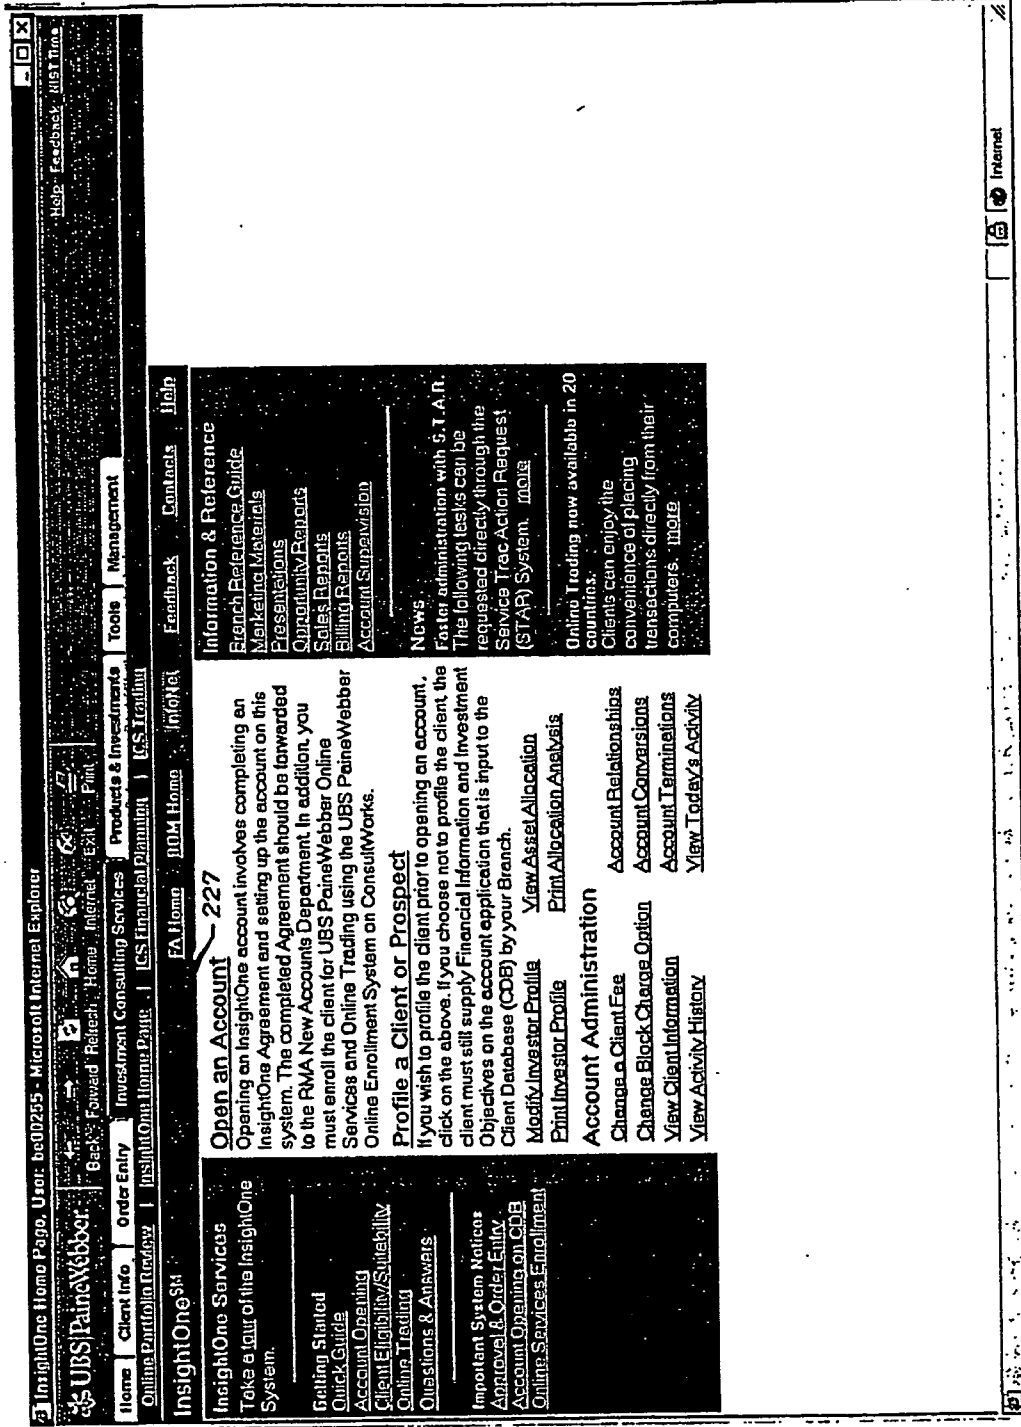 InsightOne Home Page, User: bc00255 - Microsoft Internet Explorer
UBS PaineWebber
Back Forward Refresh Home Internet Exit Print
Help Feedback
Home Client Info Order Entry Investment Consulting Services Products & Investments Tools Management
Online Portfolio Review | InsightOne Home Page | ICS Financial Planning | ICS Trading
InsightOne SM
FA Home BOM Home InfoNet Feedback Contacts Help
227
InsightOne Services
Take a tour of the InsightOne
System.
Getting Started
Quick Guide
Account Opening
Client Eligibility/Suitability
Online Trading
Questions & Answers
Important System Notices
Approval & Order Entry
Account Opening on CDB
Online Services Enrollment
Open an Account
Opening an InsightOne account involves completing an
InsightOne Agreement and setting up the account on this
system. The completed Agreement should be forwarded
to the RMA New Accounts Department. In addition, you
must enroll the client for UBS PaineWebber Online
Services and Online Trading using the UBS PaineWebber
Online Enrollment System on ConsultWorks.
Profile a Client or Prospect
If you wish to profile the client prior to opening an account,
click on the above. If you choose not to profile the client, the
client must still supply Financial Information and Investment
Objectives on the account application that is input to the
Client Database (CDB) by your Branch.
Modify Investor Profile View Asset Allocation
Print Investor Profile Print Allocation Analysis
Account Administration
Change a Client Fee Account Relationships
Change Block Charge Option Account Conversions
View Client Information Account Terminations
View Activity History View Today's Activity
Information & Reference
Branch Reference Guide
Marketing Materials
Presentations
Opportunity Reports
Sales Reports
Billing Reports
Account Supervision
News
Faster administration with S.T.A.R.
The following tasks can be
requested directly through the
Service Trac Action Request
(STAR) System. more
Online Trading now available in 20
countries.
Clients can enjoy the
convenience of placing
transactions directly from their
computers. more
Internet